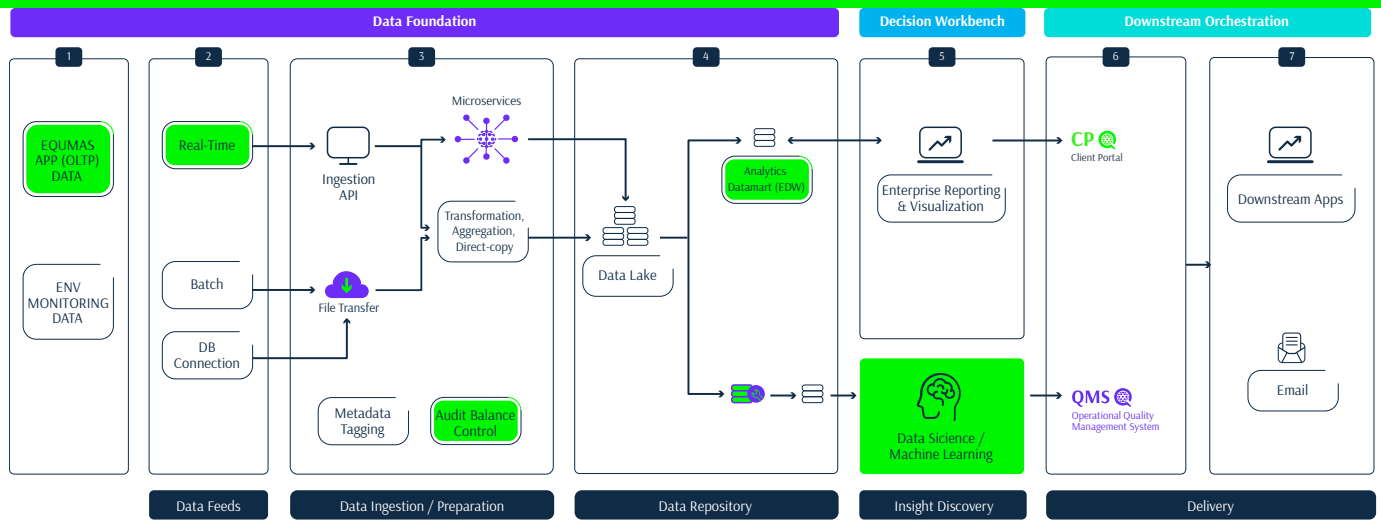 Data Foundation
Decision Workbench
Downstream Orchestration
1
2
3
4
5
6
7
EQUMAS
APP (OLTP)
DATA
ENV
MONITORING
DATA
Real-Time
Batch
DB
Connection
Ingestion
API
File Transfer
Microservices
Transformation,
Aggregation,
Direct-copy
Metadata
Tagging
Audit Balance
Control
Data Lake
Analytics
Datamart (EDW)
Enterprise Reporting
& Visualization
Data Sicience /
Machine Learning
CP
Client Portal
QMS
Operational Quality
Management System
Downstream Apps
Email
Data Feeds
Data Ingestion / Preparation
Data Repository
Insight Discovery
Delivery